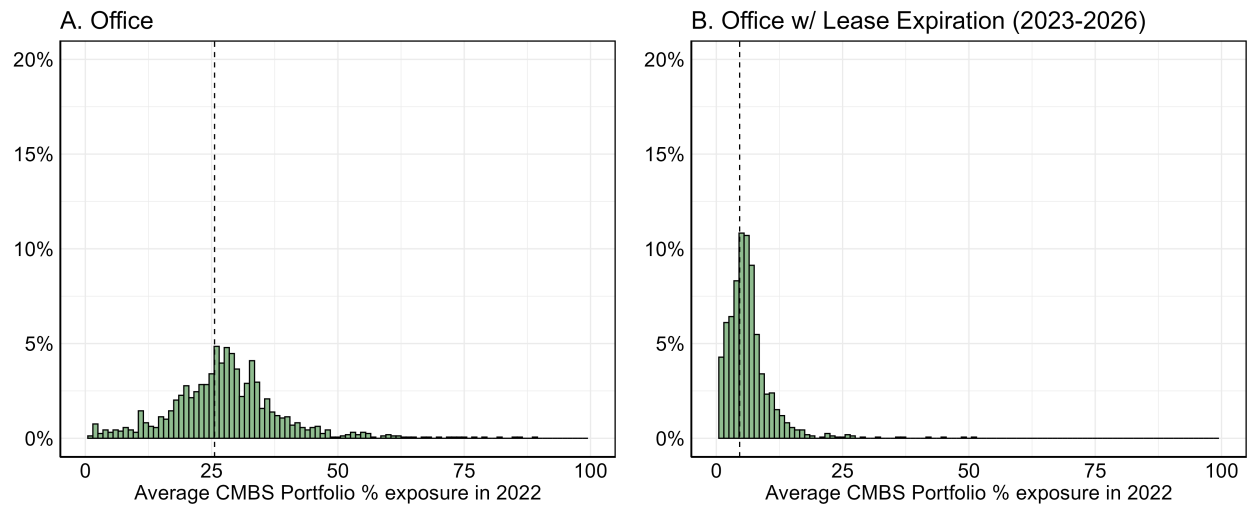 A. Office
20%
15%
10%
5%
0%
0 25 50 75 100
Average CMBS Portfolio % exposure in 2022
B. Office w/ Lease Expiration (2023-2026)
20%
15%
10%
5%
0%
0 25 50 75 100
Average CMBS Portfolio % exposure in 2022